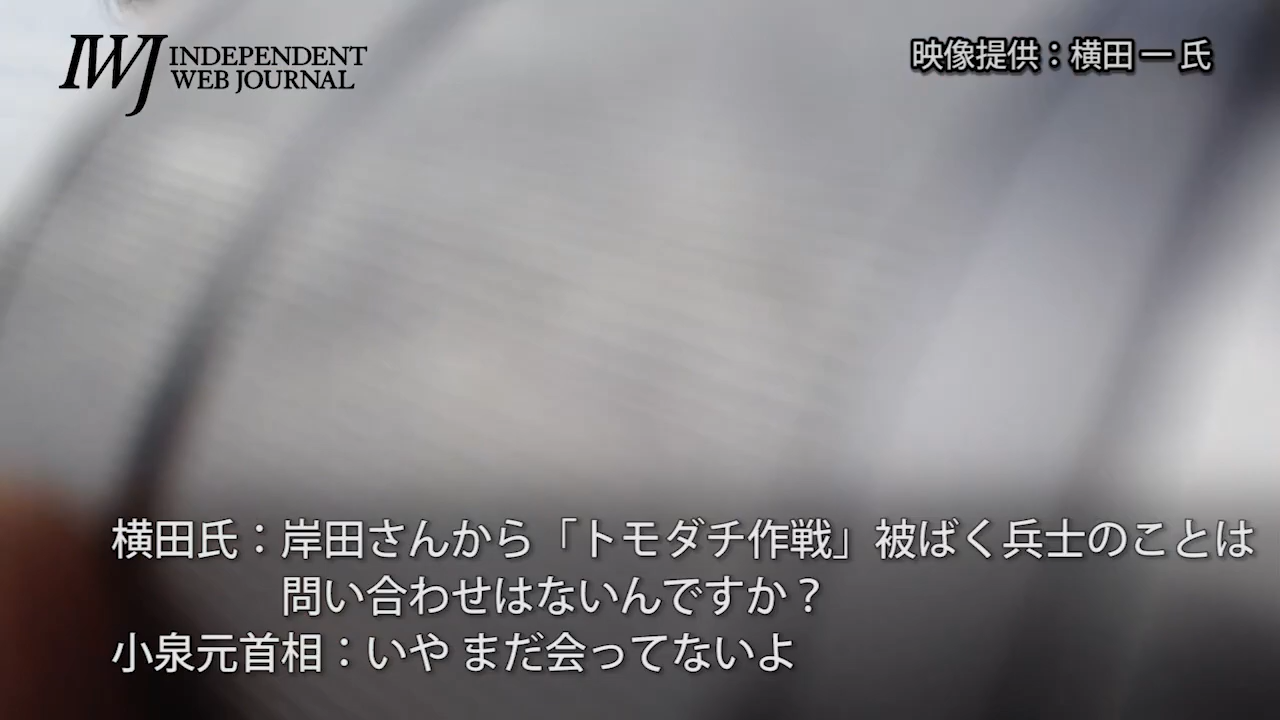 IWJ INDEPENDENT
WEB JOURNAL
映像提供：横田 一 氏
横田氏：岸田さんから「トモダチ作戦」被ばく兵士のことは
問い合わせはないんですか？
小泉元首相：いや まだ会ってないよ